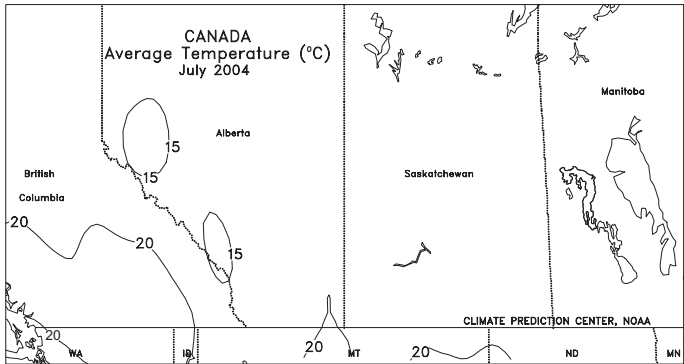 CANADA
Average Temperature (°C)
July 2004
Manitoba
Alberta
15
British
15
Saskatchewan
Columbia
20
20
15
CLIMATE PREDICTION CENTER, NOAA
20
WA
ID
20
MT
20
ND
MN